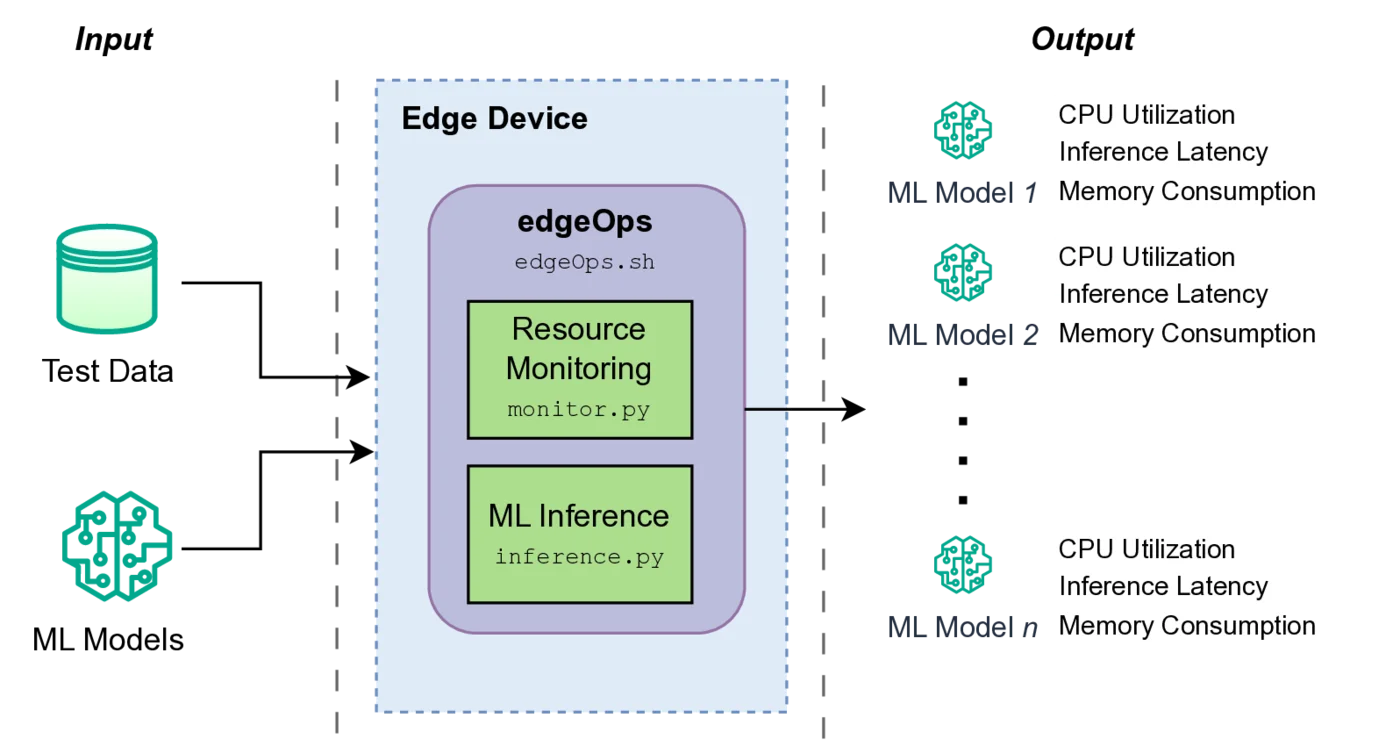 Input
Output
Edge Device
edgeOps
edgeOps.sh
Resource
Monitoring
monitor.py
ML Inference
inference.py
Test Data
ML Models
CPU Utilization
Inference Latency
ML Model 1 Memory Consumption
CPU Utilization
Inference Latency
ML Model 2 Memory Consumption
CPU Utilization
Inference Latency
ML Model n Memory Consumption